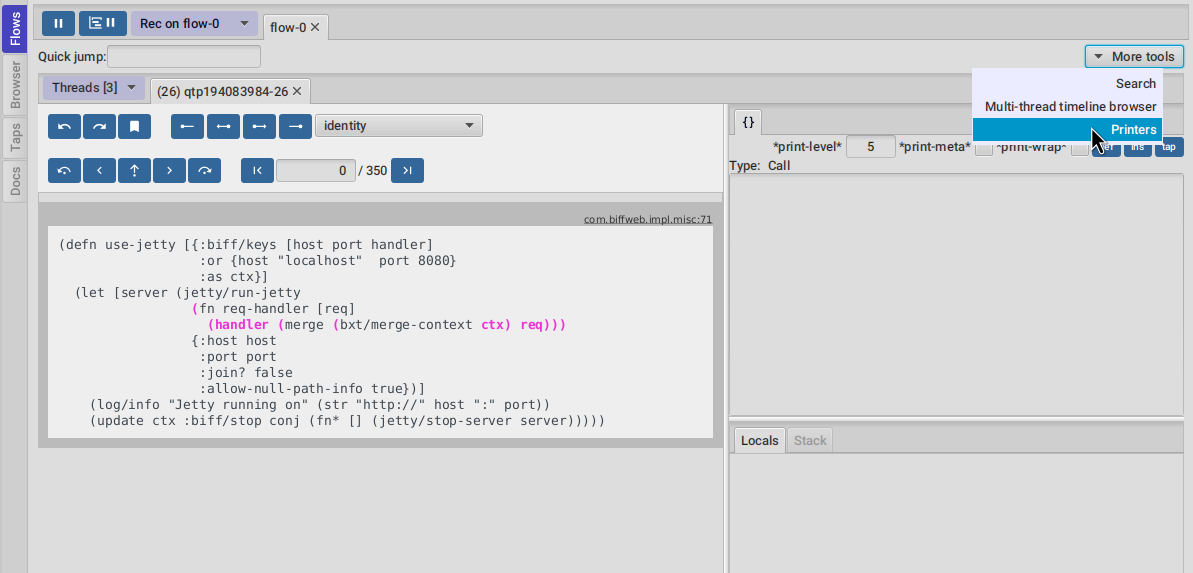 Flows
Browser
Taps
Docs
Rec on flow-0
flow-0
Quick jump:
More tools
Search
Multi-thread timeline browser
Printers
Threads [3]
(26) qtp194083984-26
identity
0 / 350
{}
*print-level* 5 *print-meta* *print-wrap* ins tap
Type: Call
com.biffweb.impl.misc:71
(defn use-jetty [{:biff/keys [host port handler]
:or {host "localhost"  port 8080}
:as ctx}]
(let [server (jetty/run-jetty
(fn req-handler [req]
(handler (merge (bxt/merge-context ctx) req)))
{:host host
:port port
:join? false
:allow-null-path-info true})]
(log/info "Jetty running on" (str "http://" host ":" port))
(update ctx :biff/stop conj (fn* [] (jetty/stop-server server)))))
Locals Stack